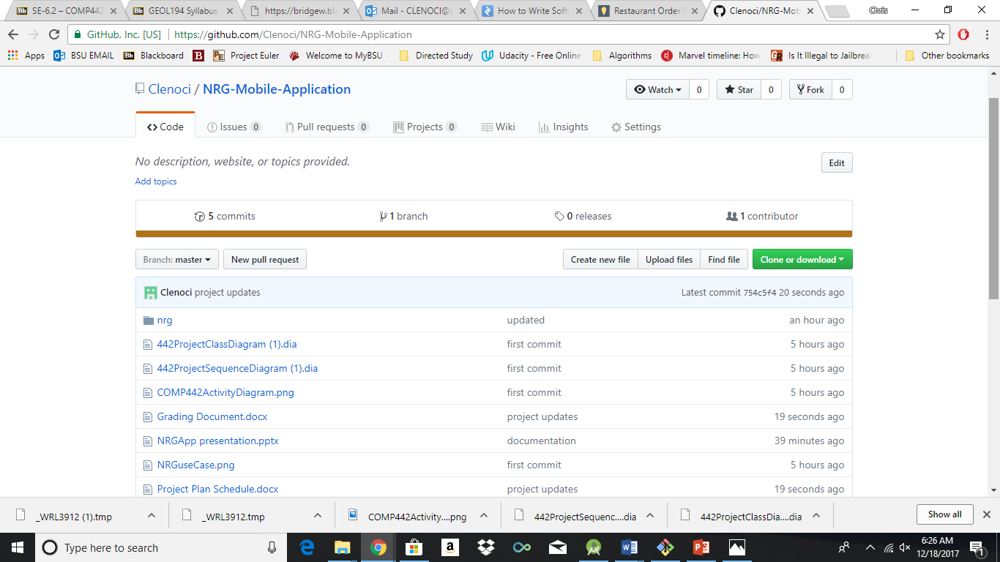 SE-6.2 – COMP442
GEOL194 Syllabus
https://bridgew.bl
Mail - CLENOCI@s
How to Write Soft
Restaurant Order S
Clenoci/NRG-Mob
Chris
GitHub, Inc. [US] https://github.com/Clenoci/NRG-Mobile-Application
Apps BSU EMAIL Blackboard Project Euler Welcome to MyBSU - Directed Study Udacity - Free Online Algorithms Marvel timeline: How Is It Illegal to Jailbrea Other bookmarks
Clenoci / NRG-Mobile-Application
Watch 0 Star 0 Fork 0
Code Issues 0 Pull requests 0 Projects 0 Wiki Insights Settings
No description, website, or topics provided.
Edit
Add topics
5 commits 1 branch 0 releases 1 contributor
Branch: master New pull request Create new file Upload files Find file Clone or download
Clenoci project updates Latest commit 754c5f4 20 seconds ago
nrg updated an hour ago
442ProjectClassDiagram (1).dia first commit 5 hours ago
442ProjectSequenceDiagram (1).dia first commit 5 hours ago
COMP442ActivityDiagram.png first commit 5 hours ago
Grading Document.docx project updates 19 seconds ago
NRGApp presentation.pptx documentation 39 minutes ago
NRGuseCase.png first commit 5 hours ago
Project Plan Schedule.docx project updates 19 seconds ago
_WRL3912 (1).tmp _WRL3912.tmp COMP442Activity....png 442ProjectSequenc....dia 442ProjectClassDia....dia Show all
Type here to search
6:26 AM
12/18/2017
1